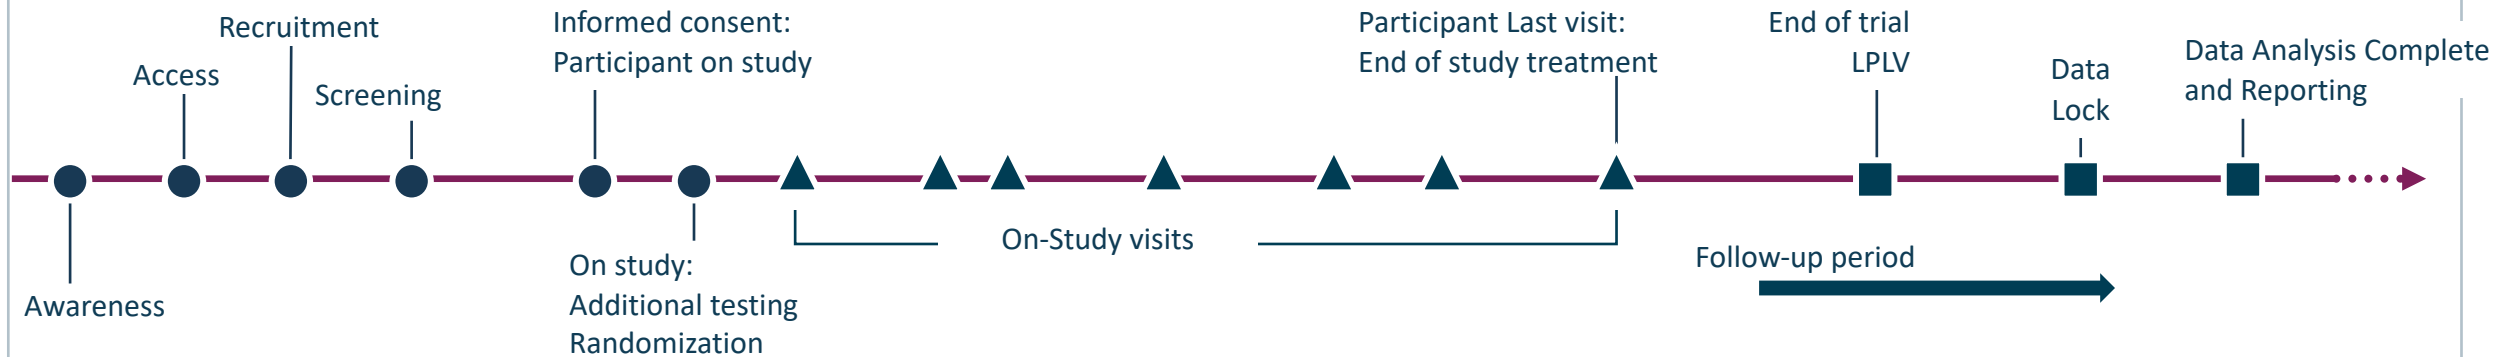 Awareness
Access
Recruitment
Screening
Informed consent:
Participant on study
On study:
Additional testing
Randomization
On-Study visits
Participant Last visit:
End of study treatment
End of trial
LPLV
Follow-up period
Data
Lock
Data Analysis Complete
and Reporting